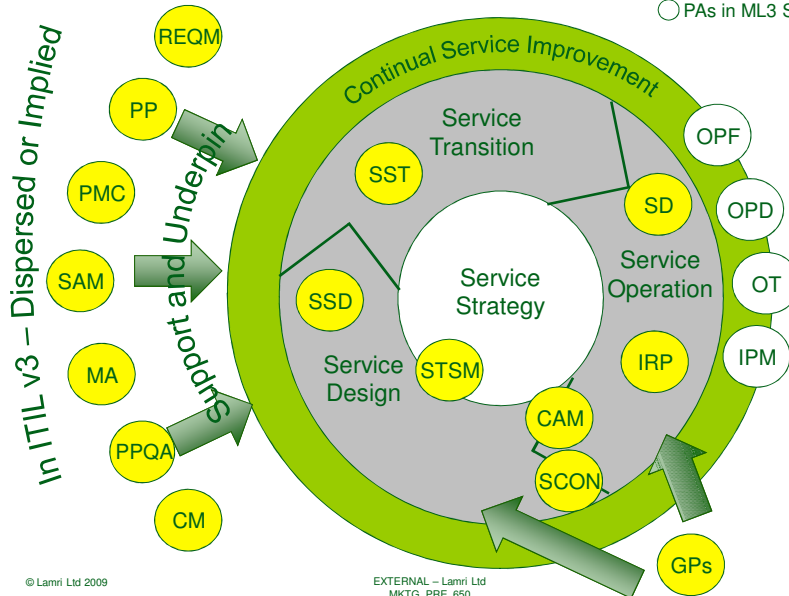 PAs in ML3 S
In ITIL v3 – Dispersed or Implied
REQM
PP
PMC
SAM
MA
PPQA
CM
Support and Underpin
Continual Service Improvement
Service
Transition
SST
SD
Service
Operation
IRP
Service
Strategy
SSD
Service
Design
STSM
CAM
SCON
OPF
OPD
OT
IPM
GPs
© Lamri Ltd 2009
EXTERNAL – Lamri Ltd
MKTG_PRE_650